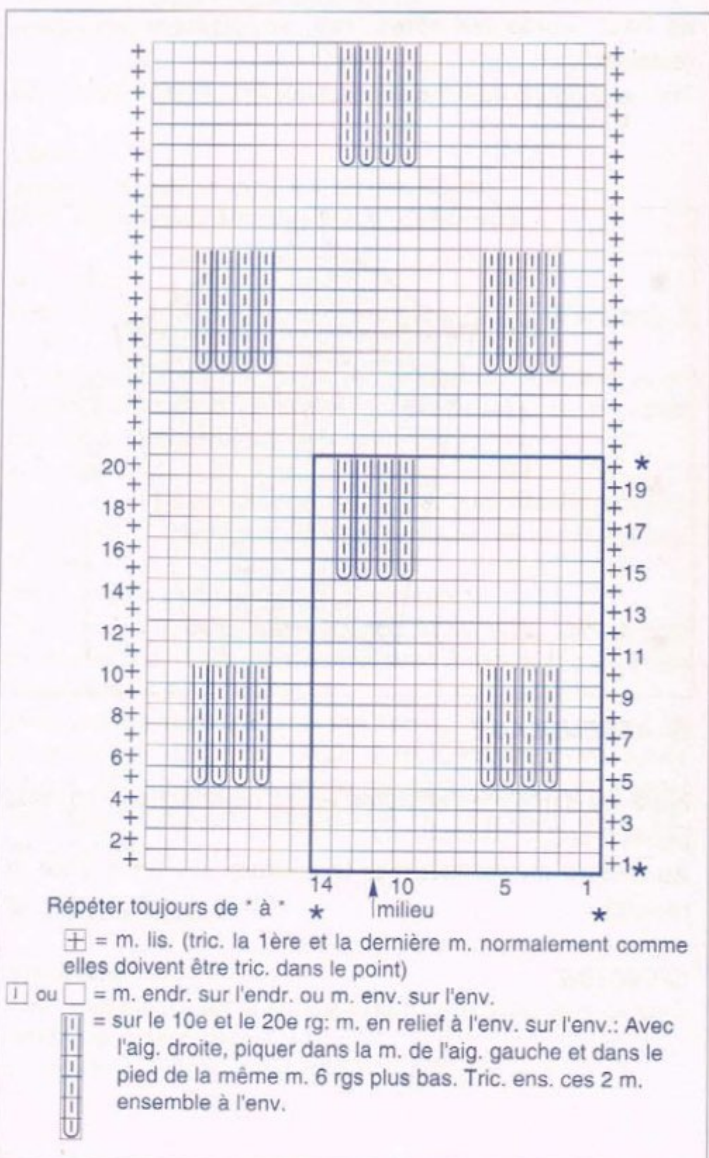 20+
+ *
+19
18+
+17
16+
+15
14+
+13
12+
+11
10+
+9
8+
+7
6+
+5
4+
+3
2+
+1*
14 10 5 1
Répéter toujours de * à * * milieu *
+ = m. lis. (tric. la 1ère et la dernière m. normalement comme
elles doivent être tric. dans le point)
I ou □ = m. endr. sur l'endr. ou m. env. sur l'env.
= sur le 10e et le 20e rg: m. en relief à l'env. sur l'env.: Avec
l'aig. droite, piquer dans la m. de l'aig. gauche et dans le
pied de la même m. 6 rgs plus bas. Tric. ens. ces 2 m.
ensemble à l'env.